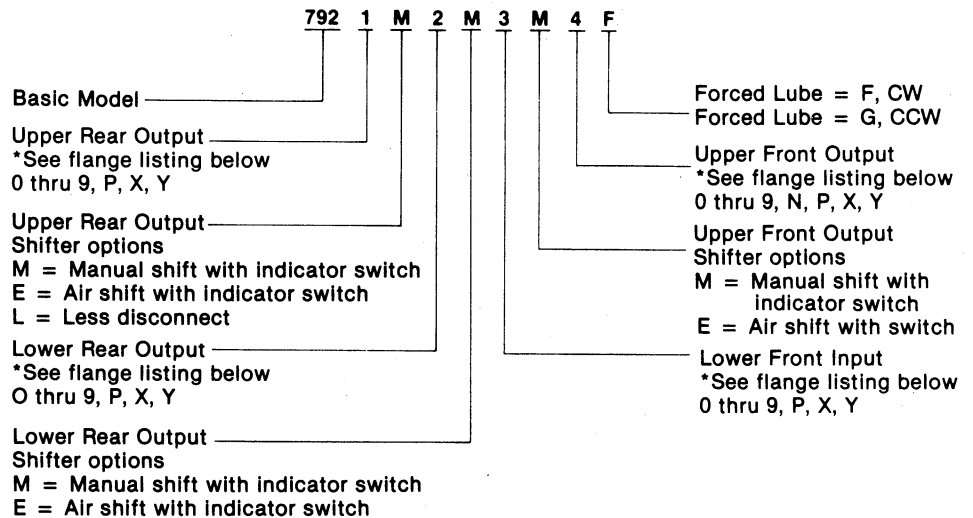 792 1 M 2 M 3 M 4 F
Basic Model
Upper Rear Output
*See flange listing below
0 thru 9, P, X, Y
Upper Rear Output
Shifter options
M = Manual shift with indicator switch
E = Air shift with indicator switch
L = Less disconnect
Lower Rear Output
*See flange listing below
O thru 9, P, X, Y
Lower Rear Output
Shifter options
M = Manual shift with indicator switch
E = Air shift with indicator switch
Forced Lube = F, CW
Forced Lube = G, CCW
Upper Front Output
*See flange listing below
0 thru 9, N, P, X, Y
Upper Front Output
Shifter options
M = Manual shift with
indicator switch
E = Air shift with switch
Lower Front Input
*See flange listing below
0 thru 9, P, X, Y